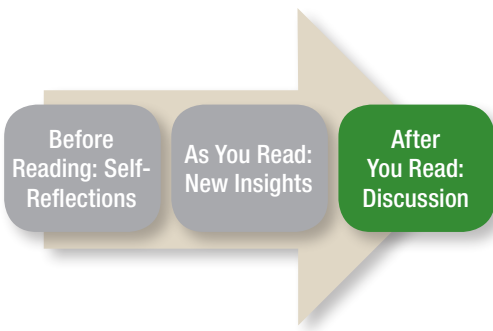 Before
Reading: Self-
Reflections
As You Read:
New Insights
After
You Read:
Discussion